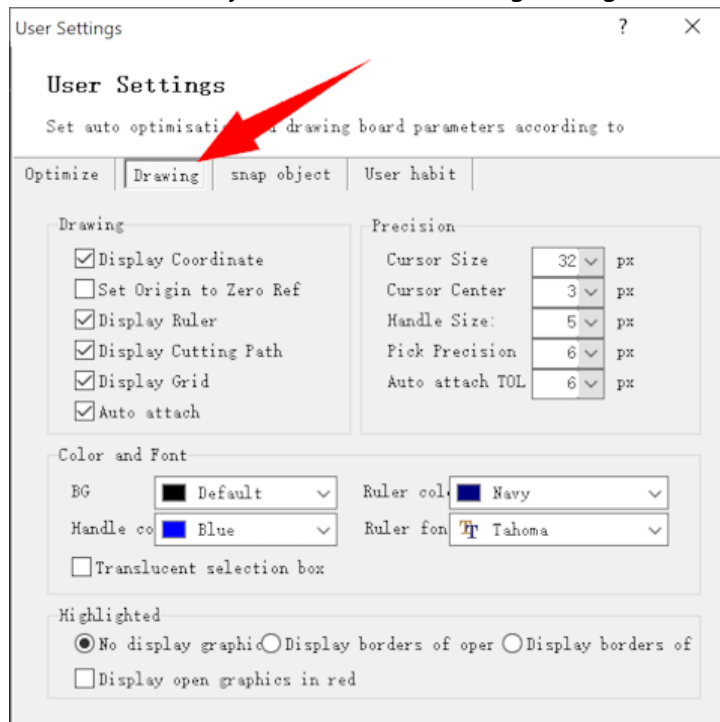 User Settings ? ×
User Settings
Set auto optimisati drawing board parameters according to
Optimize Drawing snap object User habit
Drawing
Display Coordinate
Set Origin to Zero Ref
Display Ruler
Display Cutting Path
Display Grid
Auto attach
Precision
Cursor Size 32 px
Cursor Center 3 px
Handle Size: 5 px
Pick Precision 6 px
Auto attach TOL 6 px
Color and Font
BG Default Ruler col Navy
Handle co Blue Ruler fon Tahoma
Translucent selection box
Highlighted
No display graphic Display borders of oper Display borders of
Display open graphics in red